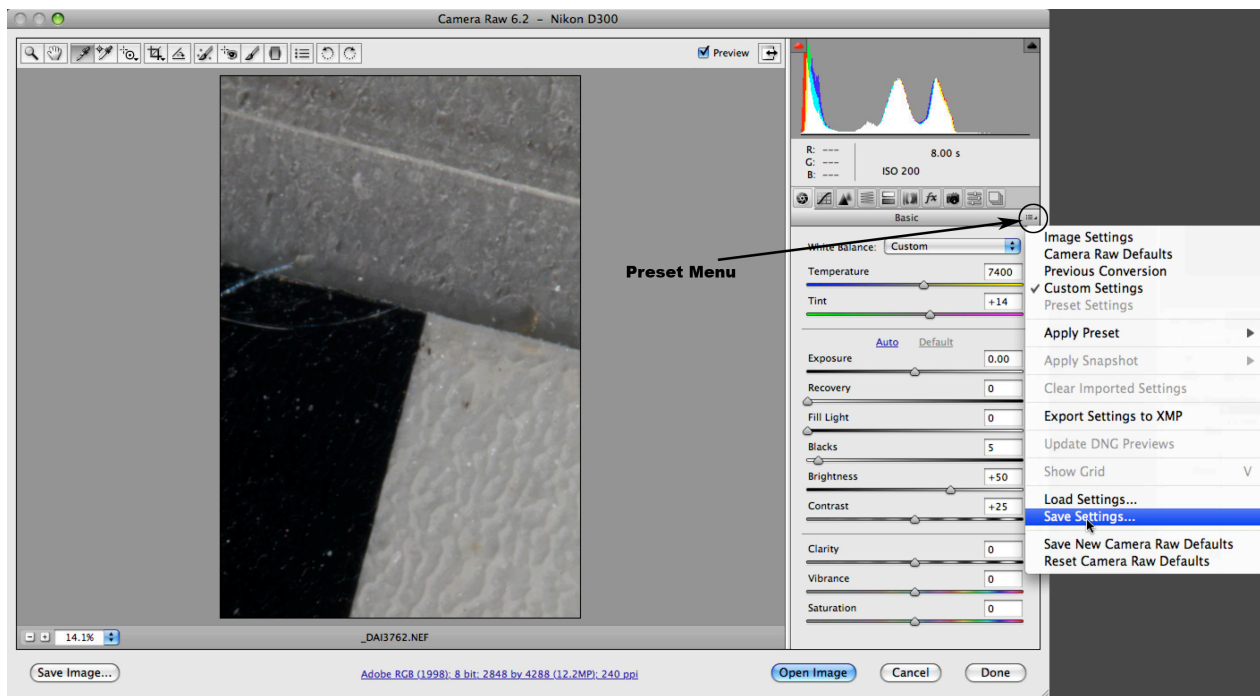 Camera Raw 6.2 – Nikon D300
Preview
R: ---
G: ---
B: ---
8.00 s
ISO 200
Basic
Preset Menu
White Balance: Custom
Temperature 7400
Tint +14
Auto Default
Exposure 0.00
Recovery 0
Fill Light 0
Blacks 5
Brightness +50
Contrast +25
Clarity 0
Vibrance 0
Saturation 0
Image Settings
Camera Raw Defaults
Previous Conversion
✓ Custom Settings
Preset Settings
Apply Preset
Apply Snapshot
Clear Imported Settings
Export Settings to XMP
Update DNG Previews
Show Grid V
Load Settings...
Save Settings...
Save New Camera Raw Defaults
Reset Camera Raw Defaults
14.1%
_DAI3762.NEF
Save Image...
Adobe RGB (1998); 8 bit; 2848 by 4288 (12.2MP); 240 ppi
Open Image
Cancel
Done